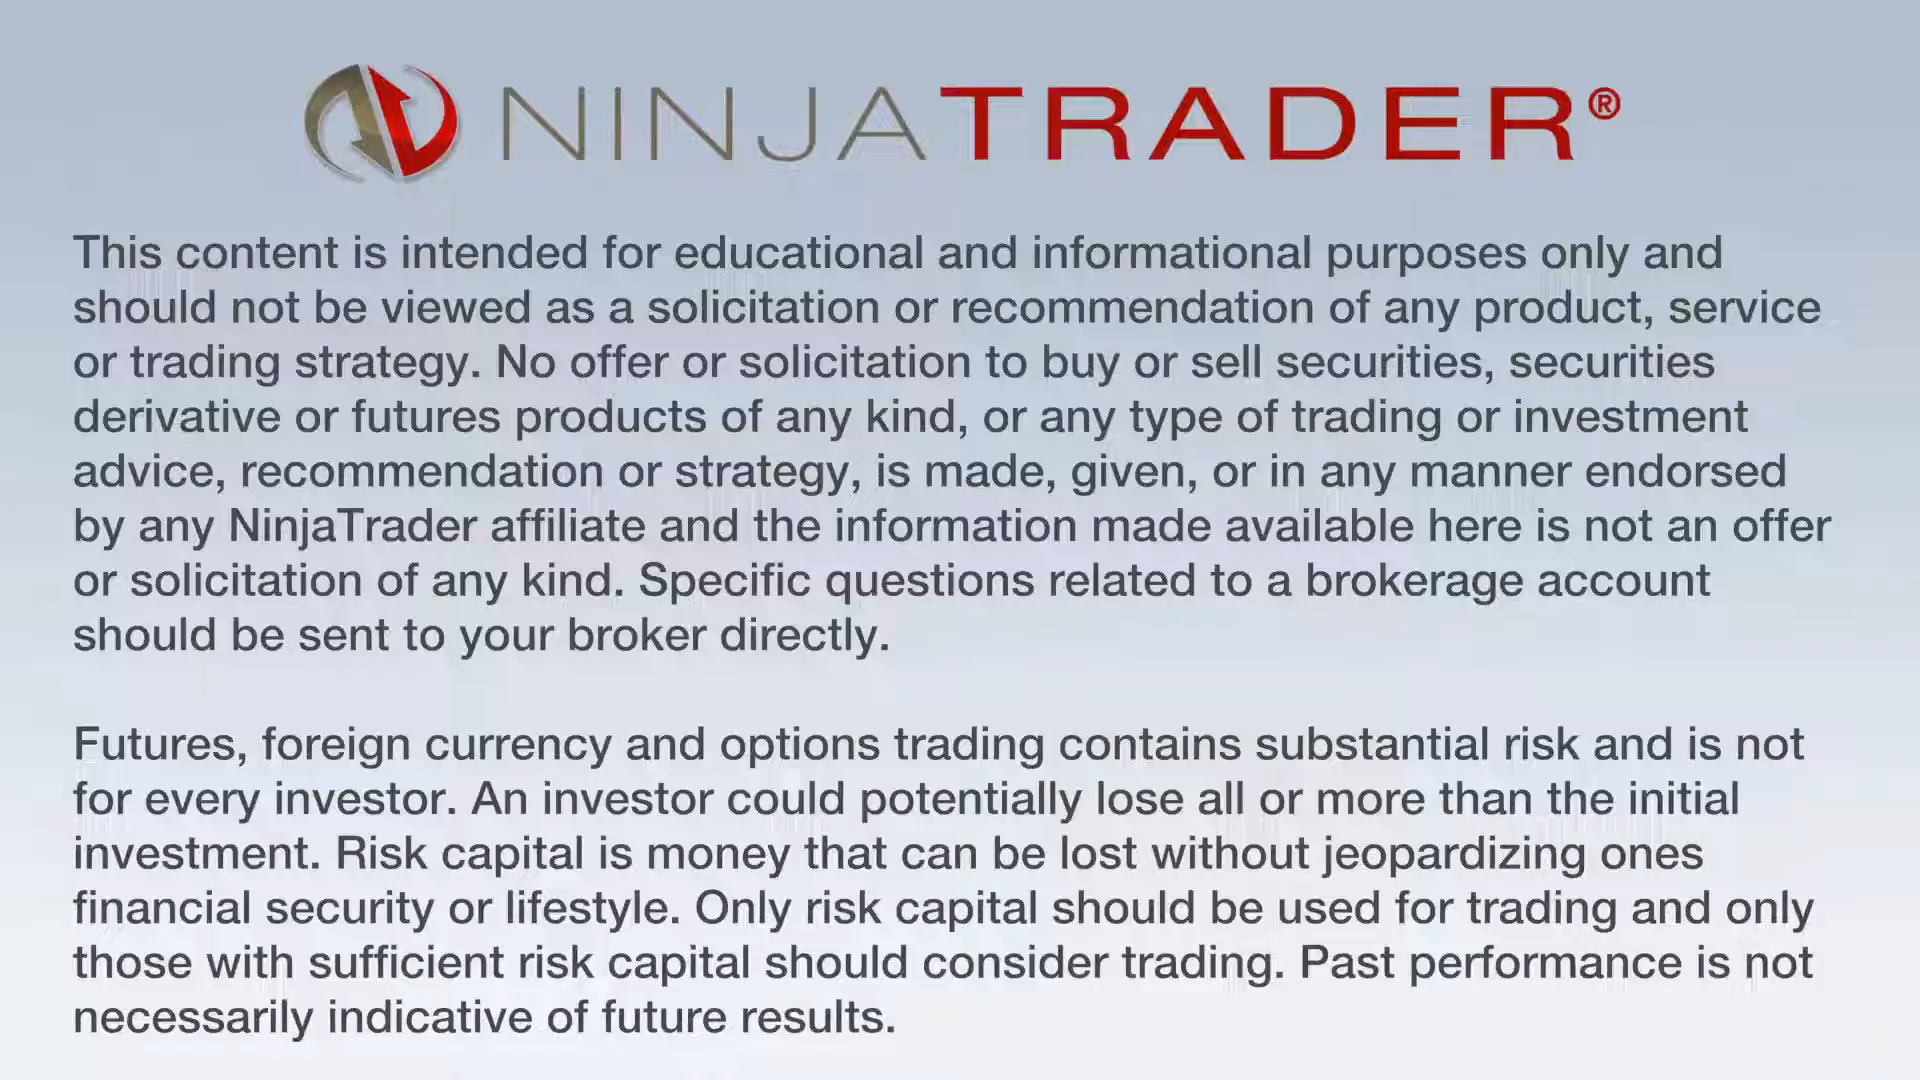 NINJATRADER®
This content is intended for educational and informational purposes only and
should not be viewed as a solicitation or recommendation of any product, service
or trading strategy. No offer or solicitation to buy or sell securities, securities
derivative or futures products of any kind, or any type of trading or investment
advice, recommendation or strategy, is made, given, or in any manner endorsed
by any NinjaTrader affiliate and the information made available here is not an offer
or solicitation of any kind. Specific questions related to a brokerage account
should be sent to your broker directly.
Futures, foreign currency and options trading contains substantial risk and is not
for every investor. An investor could potentially lose all or more than the initial
investment. Risk capital is money that can be lost without jeopardizing ones
financial security or lifestyle. Only risk capital should be used for trading and only
those with sufficient risk capital should consider trading. Past performance is not
necessarily indicative of future results.